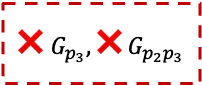 ❌ G_{p_3}, ❌ G_{p_2p_3}